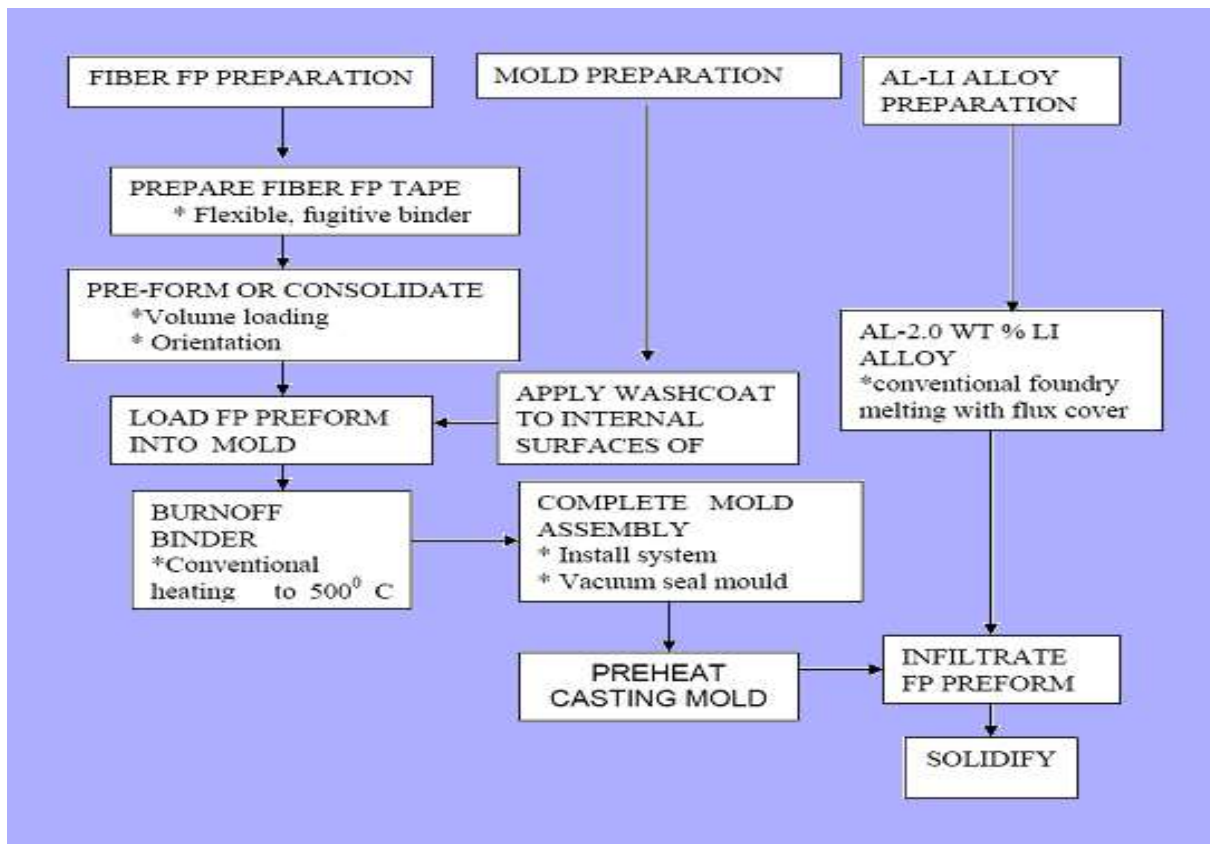 FIBER FP PREPARATION
MOLD PREPARATION
AL-LI ALLOY
PREPARATION
PREPARE FIBER FP TAPE
* Flexible, fugitive binder
PRE-FORM OR CONSOLIDATE
*Volume loading
* Orientation
AL-2.0 WT % LI
ALLOY
*conventional foundry
melting with flux cover
LOAD FP PREFORM
INTO MOLD
APPLY WASHCOAT
TO INTERNAL
SURFACES OF
BURNOFF
BINDER
*Conventional
heating to 500⁰ C
COMPLETE MOLD
ASSEMBLY
* Install system
* Vacuum seal mould
PREHEAT
CASTING MOLD
INFILTRATE
FP PREFORM
SOLIDIFY